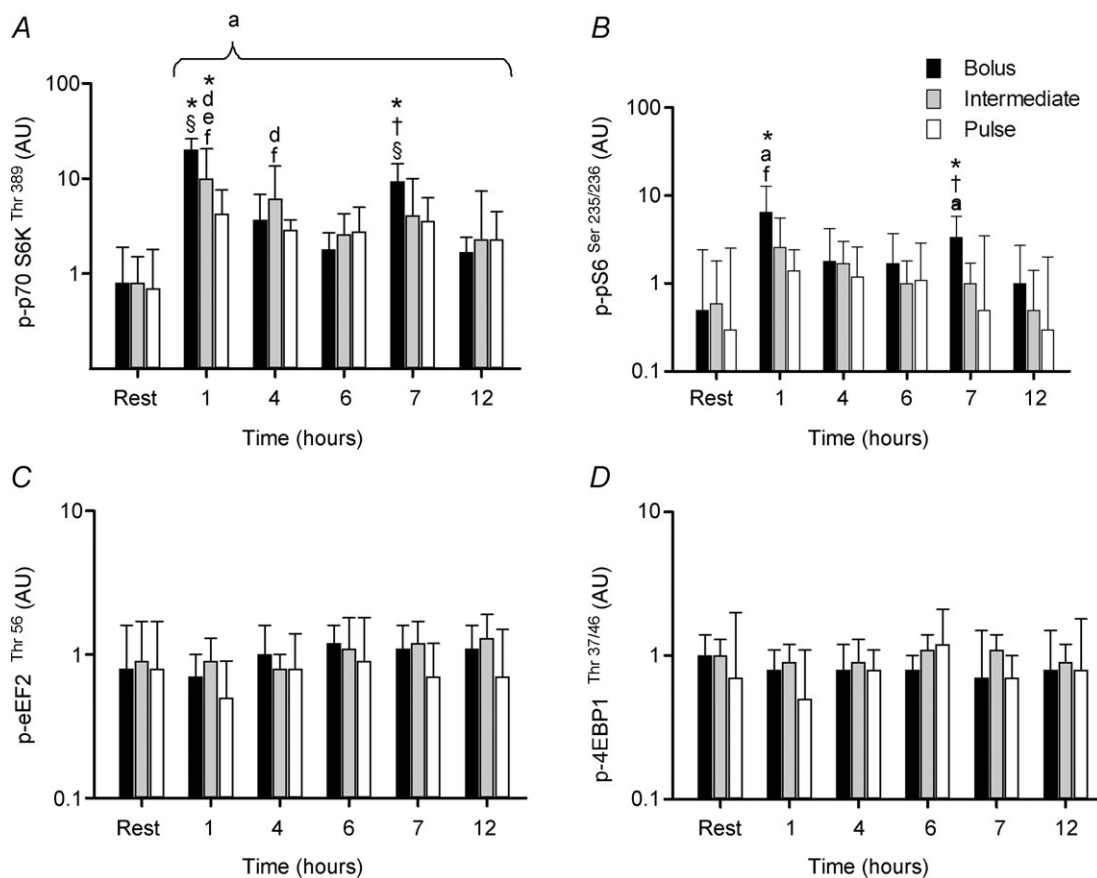 A
a
100
10
1
p-p70 S6K Thr 389 (AU)
*
§
*
d
e
f
d
f
*
†
§
Rest 1 4 6 7 12
Time (hours)
B
Bolus
Intermediate
Pulse
100
10
1
0.1
p-pS6 Ser 235/236 (AU)
*
a
f
*
†
a
Rest 1 4 6 7 12
Time (hours)
C
10
1
0.1
p-eEF2 Thr 56 (AU)
Rest 1 4 6 7 12
Time (hours)
D
10
1
0.1
p-4EBP1 Thr 37/46 (AU)
Rest 1 4 6 7 12
Time (hours)